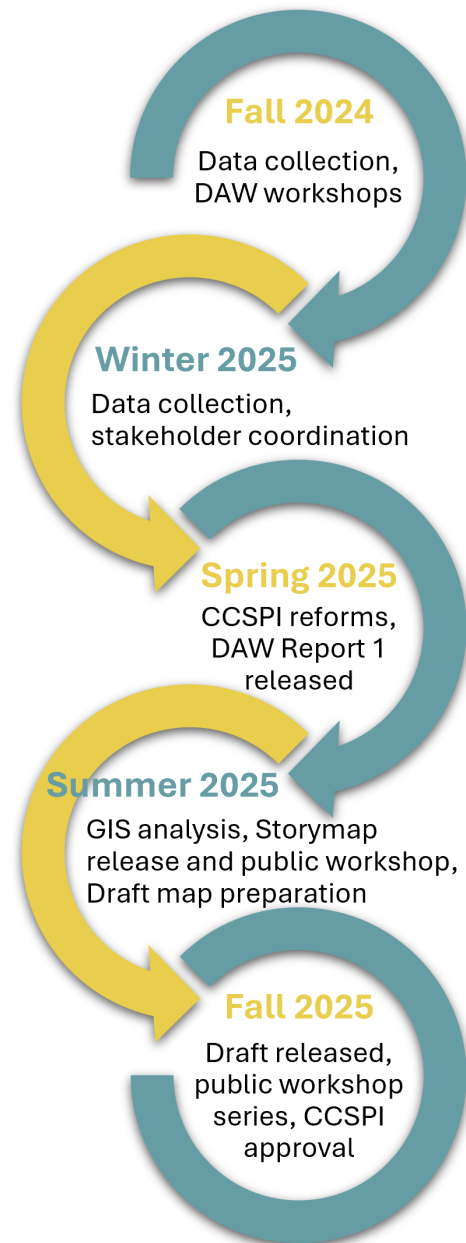 Fall 2024
Data collection,
DAW workshops
Winter 2025
Data collection,
stakeholder coordination
Spring 2025
CCSPI reforms,
DAW Report 1
released
Summer 2025
GIS analysis, Storymap
release and public workshop,
Draft map preparation
Fall 2025
Draft released,
public workshop
series, CCSPI
approval